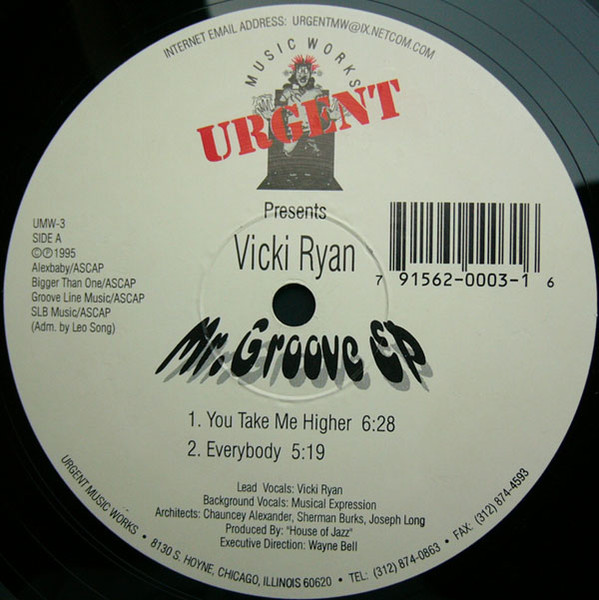 INTERNET EMAIL ADDRESS: URGENTMW@IX.NETCOM.COM
MUSIC WORKS
URGENT
Presents
Vicki Ryan
Mr. Groove EP
UMW-3
SIDE A
©℗1995
Alexbaby/ASCAP
Bigger Than One/ASCAP
Groove Line Music/ASCAP
SLB Music/ASCAP
(Adm. by Leo Song)
7 91562-0003-1 6
1. You Take Me Higher 6:28
2. Everybody 5:19
Lead Vocals: Vicki Ryan
Background Vocals: Musical Expression
Architects: Chauncey Alexander, Sherman Burks, Joseph Long
Produced By: "House of Jazz"
Executive Direction: Wayne Bell
URGENT MUSIC WORKS • 8130 S. HOYNE, CHICAGO, ILLINOIS 60620 • TEL: (312) 874-0863 • FAX: (312) 874-4593